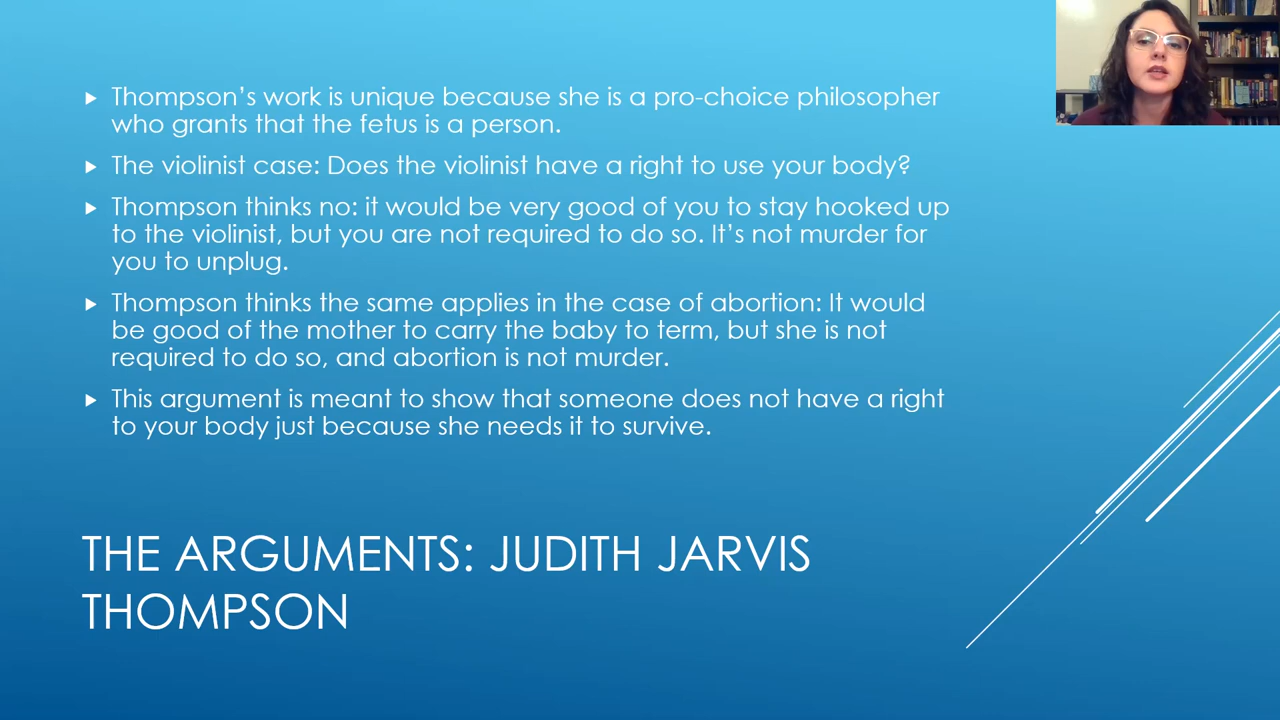 Thompson's work is unique because she is a pro-choice philosopher
who grants that the fetus is a person.
The violinist case: Does the violinist have a right to use your body?
Thompson thinks no: it would be very good of you to stay hooked up
to the violinist, but you are not required to do so. It's not murder for
you to unplug.
Thompson thinks the same applies in the case of abortion: It would
be good of the mother to carry the baby to term, but she is not
required to do so, and abortion is not murder.
This argument is meant to show that someone does not have a right
to your body just because she needs it to survive.
THE ARGUMENTS: JUDITH JARVIS
THOMPSON